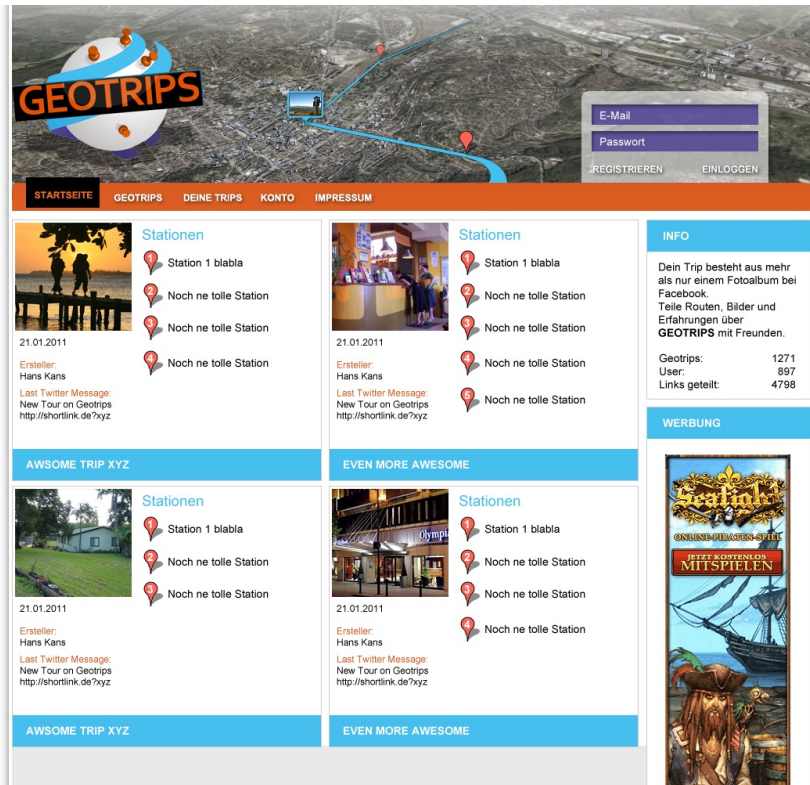 GEOTRIPS
E-Mail
Passwort
REGISTRIEREN EINLOGGEN
STARTSEITE GEOTRIPS DEINE TRIPS KONTO IMPRESSUM
Stationen
1 Station 1 blabla
2 Noch ne tolle Station
3 Noch ne tolle Station
4 Noch ne tolle Station
21.01.2011
Ersteller:
Hans Kans
Last Twitter Message:
New Tour on Geotrips
http://shortlink.de?xyz
AWSOME TRIP XYZ
Stationen
1 Station 1 blabla
2 Noch ne tolle Station
3 Noch ne tolle Station
4 Noch ne tolle Station
5 Noch ne tolle Station
21.01.2011
Ersteller:
Hans Kans
Last Twitter Message:
New Tour on Geotrips
http://shortlink.de?xyz
EVEN MORE AWESOME
Stationen
1 Station 1 blabla
2 Noch ne tolle Station
3 Noch ne tolle Station
21.01.2011
Ersteller:
Hans Kans
Last Twitter Message:
New Tour on Geotrips
http://shortlink.de?xyz
AWSOME TRIP XYZ
Olympia
Stationen
1 Station 1 blabla
2 Noch ne tolle Station
3 Noch ne tolle Station
4 Noch ne tolle Station
21.01.2011
Ersteller:
Hans Kans
Last Twitter Message:
New Tour on Geotrips
http://shortlink.de?xyz
EVEN MORE AWESOME
INFO
Dein Trip besteht aus mehr
als nur einem Fotoalbum bei
Facebook.
Teile Routen, Bilder und
Erfahrungen über
GEOTRIPS mit Freunden.
Geotrips: 1271
User: 897
Links geteilt: 4798
WERBUNG
Seafight
ONLINE-PIRATEN-SPIEL
JETZT KOSTENLOS
MITSPIELEN